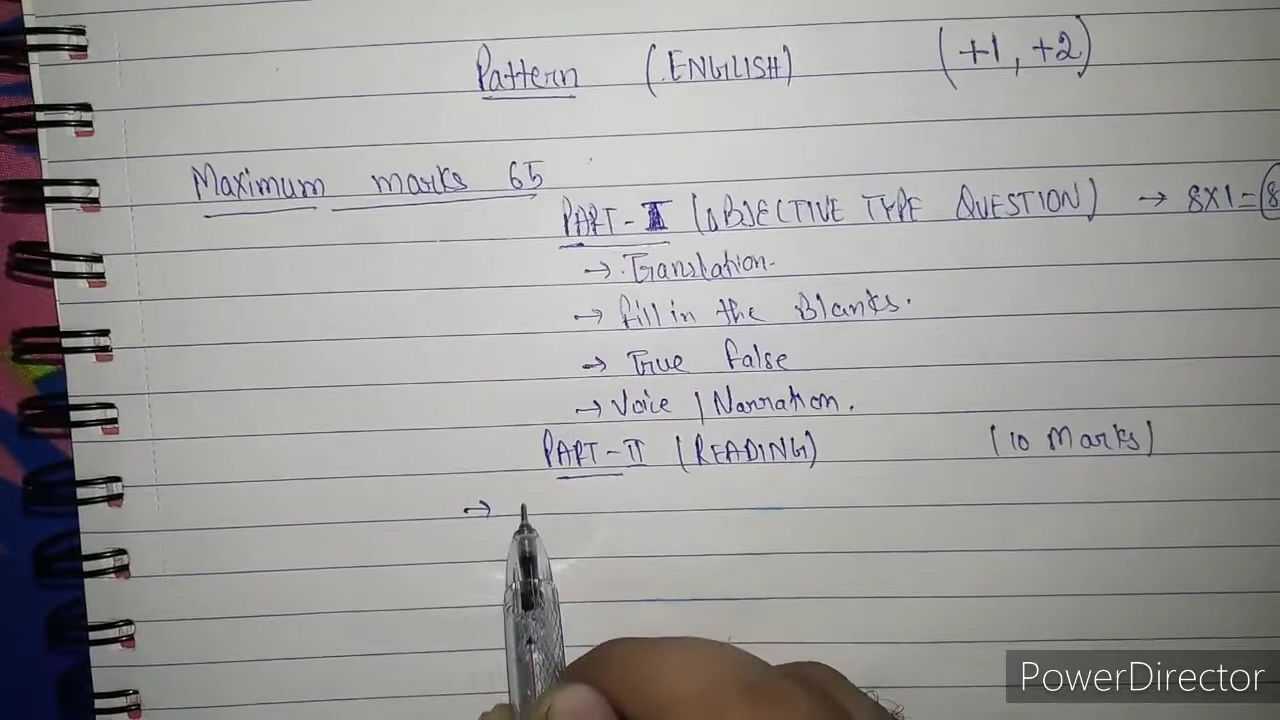 Pattern (ENGLISH) (+1, +2)
Maximum marks 65
PART-I (OBJECTIVE TYPE QUESTION) → 8X1=8
→ Translation.
→ fill in the Blanks.
→ True false
→ Voice / Narration.
PART-II (READING) (10 Marks)
→
PowerDirector